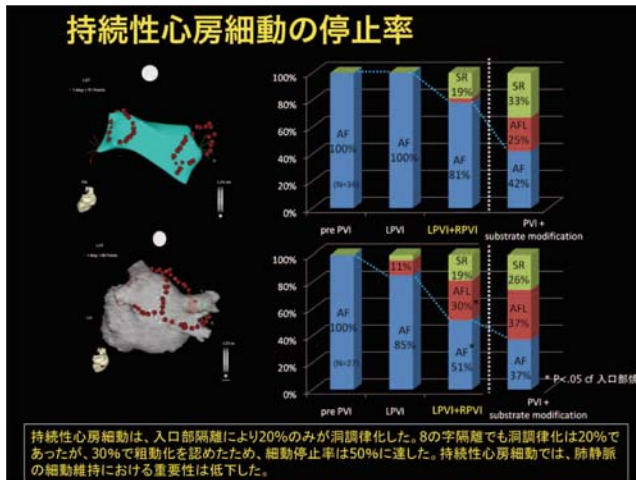 持続性心房細動の停止率
100%
80%
60%
40%
20%
0%
AF
100%
(N=36)
AF
100%
SR
19%
AF
81%
SR
33%
AFL
25%
AF
42%
pre PVI
LPVI
LPVI+RPVI
PVI +
substrate modification
100%
80%
60%
40%
20%
0%
AF
100%
11%
AF
85%
SR
19%
AFL *
30%
AF *
51%
SR
26%
AFL
37%
AF
37%
* P<.05 cf 入口部
pre PVI
LPVI
LPVI+RPVI
PVI +
substrate modification
持続性心房細動は、入口部隔離により20%のみが洞調律化した。8の字隔離でも洞調律化は20%で
あったが、30%で粗動化を認めたため、細動停止率は50%に達した。持続性心房細動では、肺静脈
の細動維持における重要性は低下した。